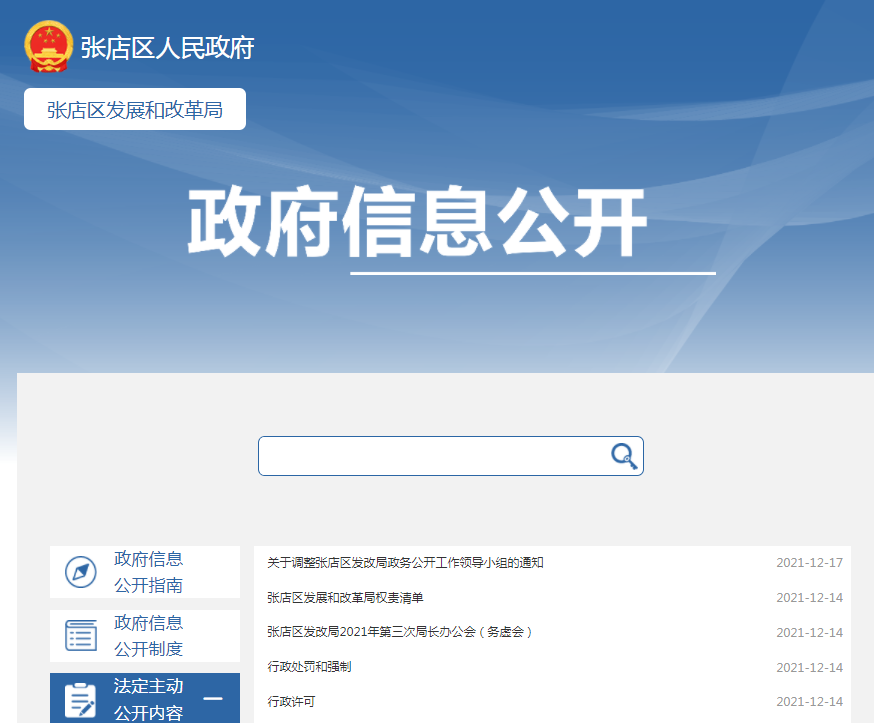 张店区人民政府
张店区发展和改革局
政府信息公开
政府信息
公开指南
政府信息
公开制度
法定主动
公开内容
关于调整张店区发改局政务公开工作领导小组的通知 2021-12-17
张店区发展和改革局权责清单 2021-12-14
张店区发改局2021年第三次局长办公会（务虚会） 2021-12-14
行政处罚和强制 2021-12-14
行政许可 2021-12-14